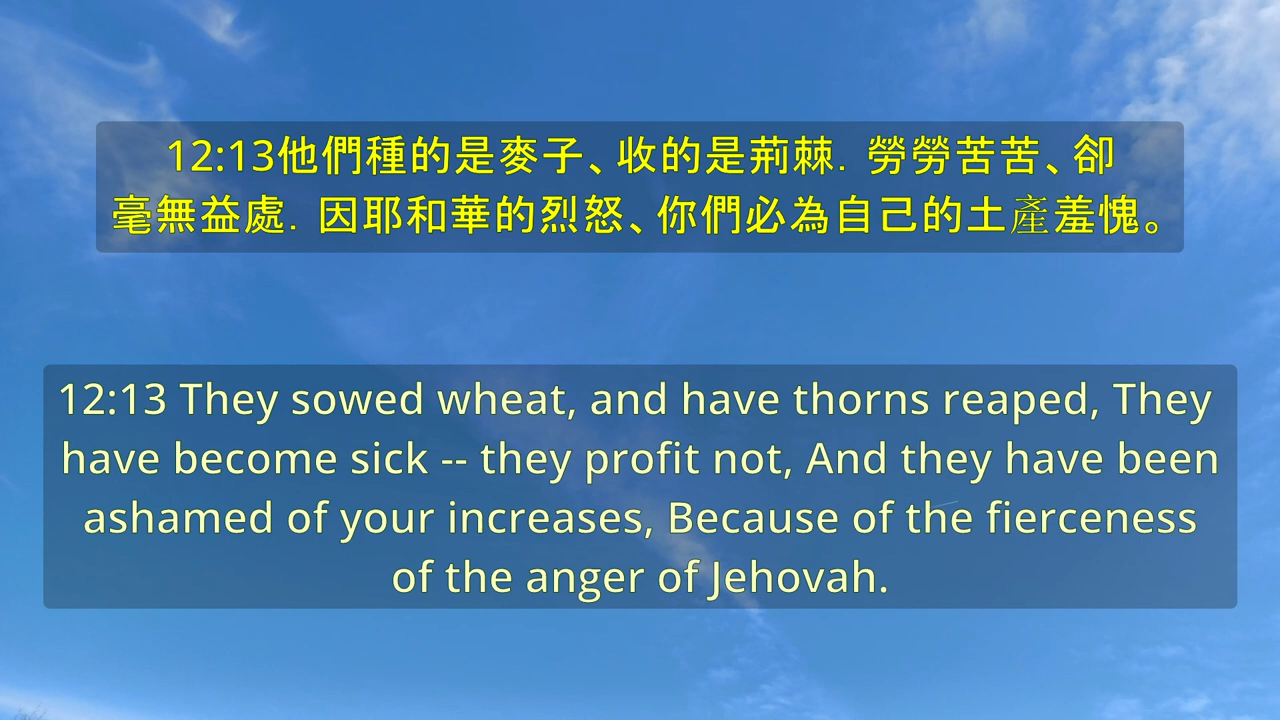 12:13他們種的是麥子、收的是荊棘．勞勞苦苦、卻
毫無益處．因耶和華的烈怒、你們必為自己的土產羞愧。
12:13 They sowed wheat, and have thorns reaped, They
have become sick -- they profit not, And they have been
ashamed of your increases, Because of the fierceness
of the anger of Jehovah.